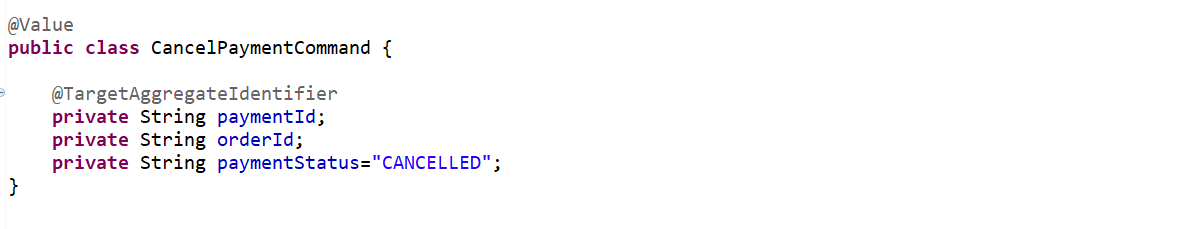 @Value
public class CancelPaymentCommand {
@TargetAggregateIdentifier
private String paymentId;
private String orderId;
private String paymentStatus="CANCELLED";
}